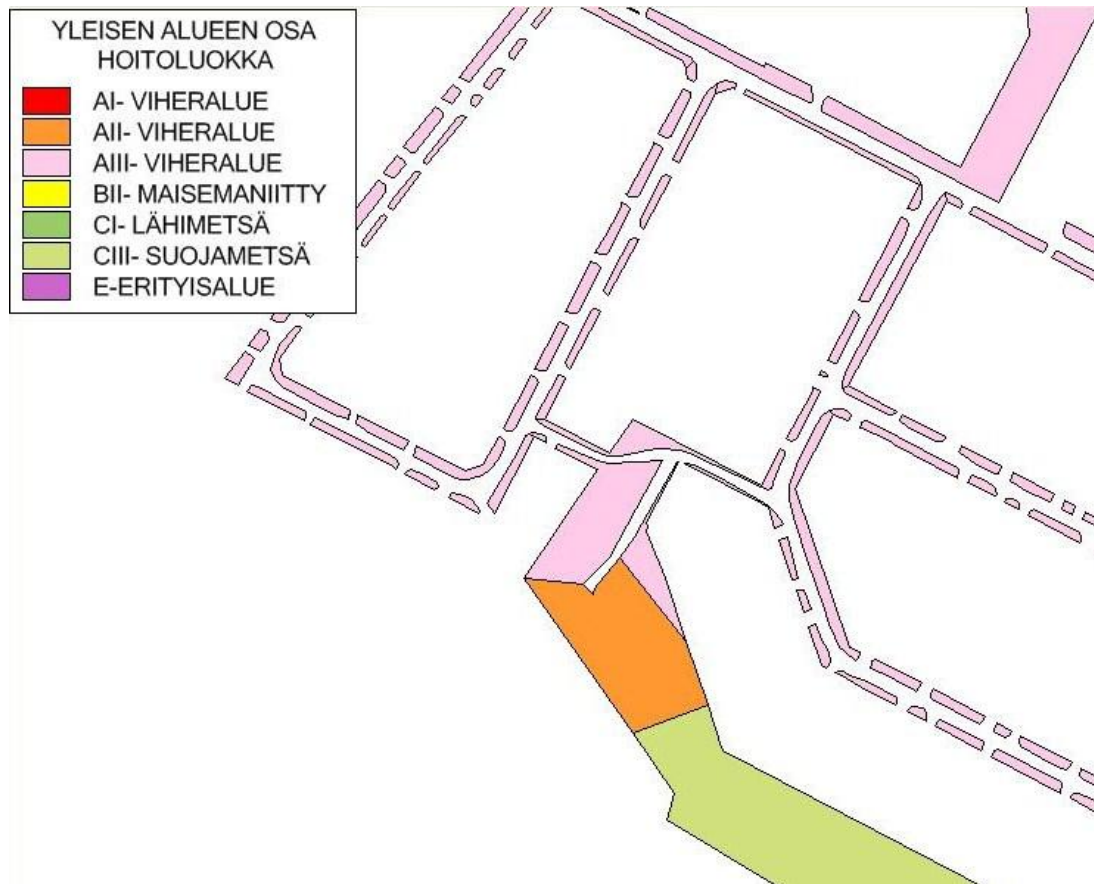 YLEISEN ALUEEN OSA
HOITOLUOKKA
AI- VIHERALUE
AII- VIHERALUE
AIII- VIHERALUE
BII- MAISEMANIITTY
CI- LÄHIMETSÄ
CIII- SUOJAMETSÄ
E-ERITYISALUE